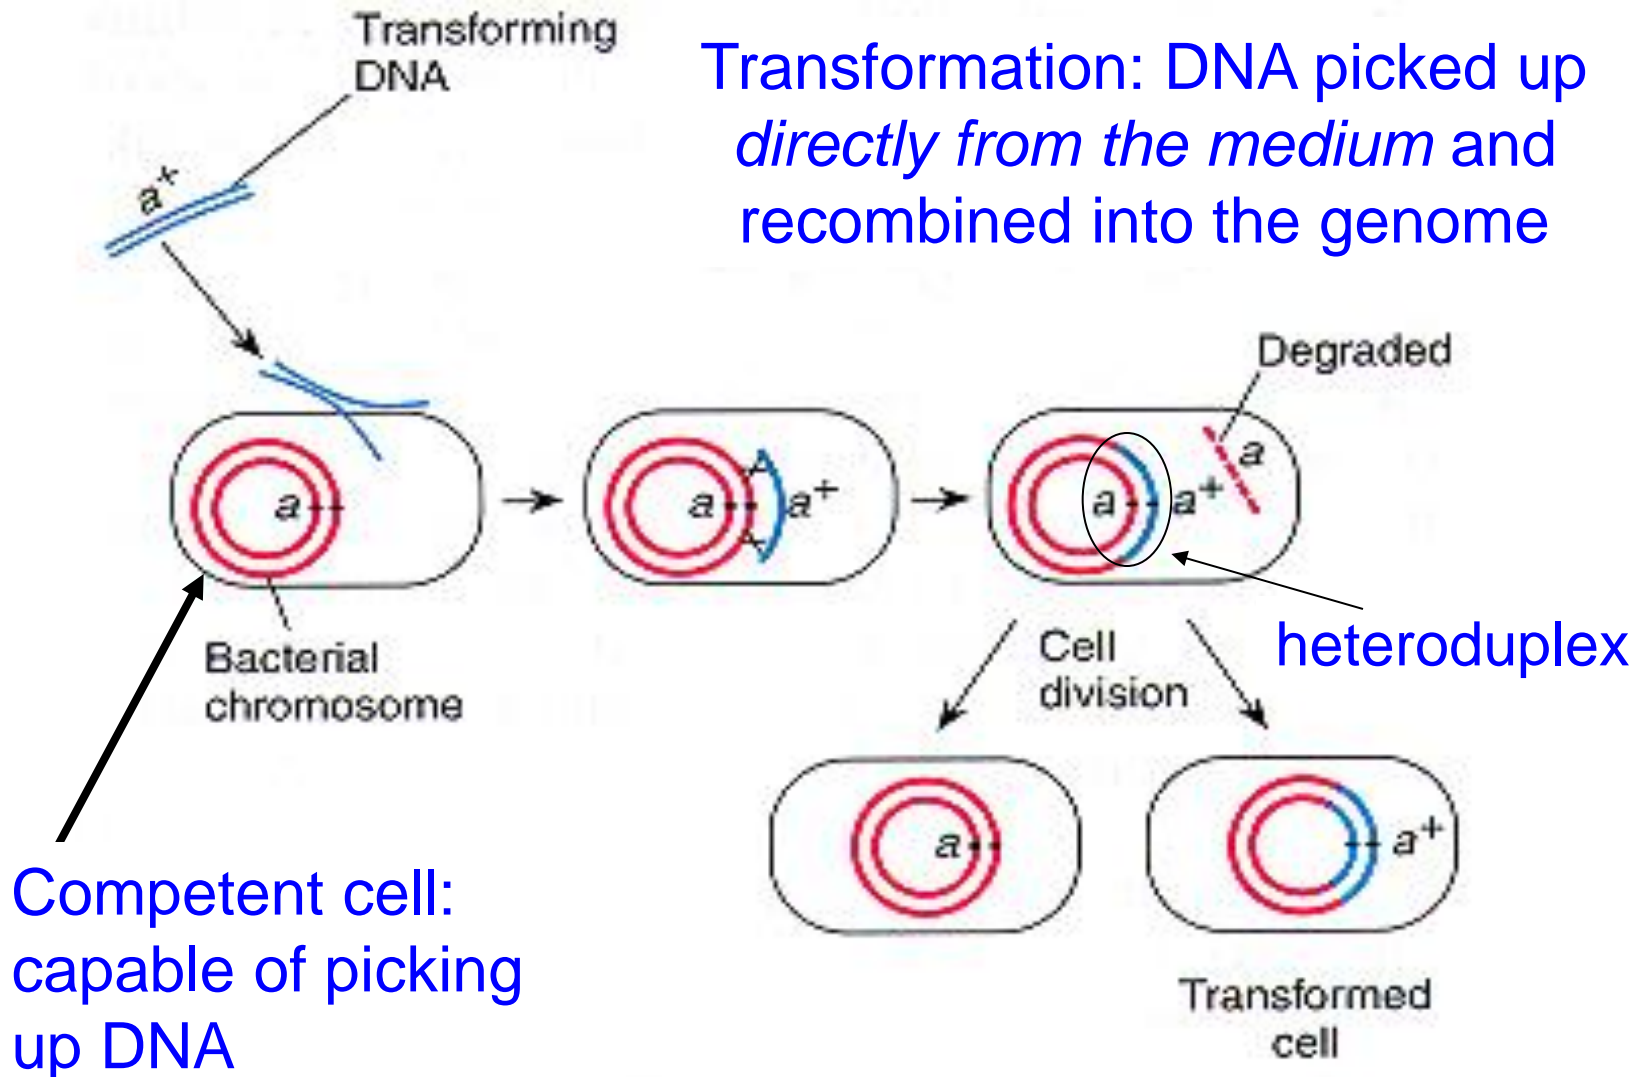 Transforming
DNA
Transformation: DNA picked up
directly from the medium and
recombined into the genome
a+
Degraded
a
a a+
a a+
a
heteroduplex
Bacterial
chromosome
Cell
division
a
a+
Competent cell:
capable of picking
up DNA
Transformed
cell